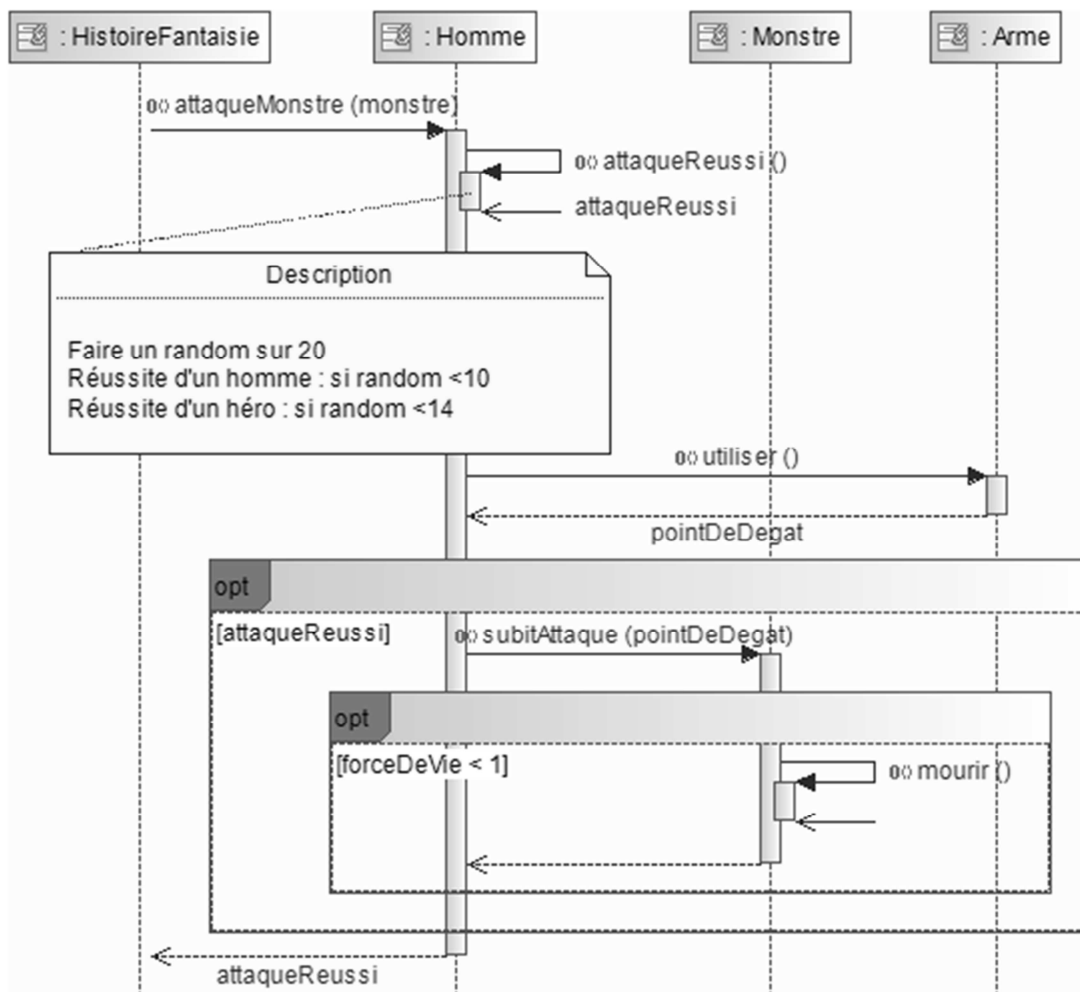 : HistoireFantaisie
: Homme
: Monstre
: Arme
attaqueMonstre (monstre)
attaqueReussi ()
attaqueReussi
Description
Faire un random sur 20
Réussite d'un homme : si random <10
Réussite d'un héro : si random <14
utiliser ()
pointDeDegat
opt
[attaqueReussi]
subitAttaque (pointDeDegat)
opt
[forceDeVie < 1]
mourir ()
attaqueReussi